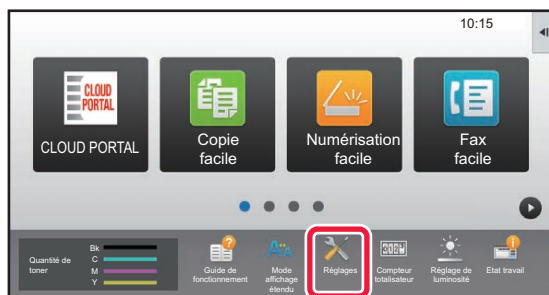 10:15
CLOUD
PORTAL
CLOUD PORTAL
Copie
facile
Numérisation
facile
Fax
facile
Quantité de
toner
Bk
C
M
Y
Guide de
fonctionnement
Mode
affichage
étendu
Réglages
Compteur
totalisateur
Réglage de
luminosité
Etat travail